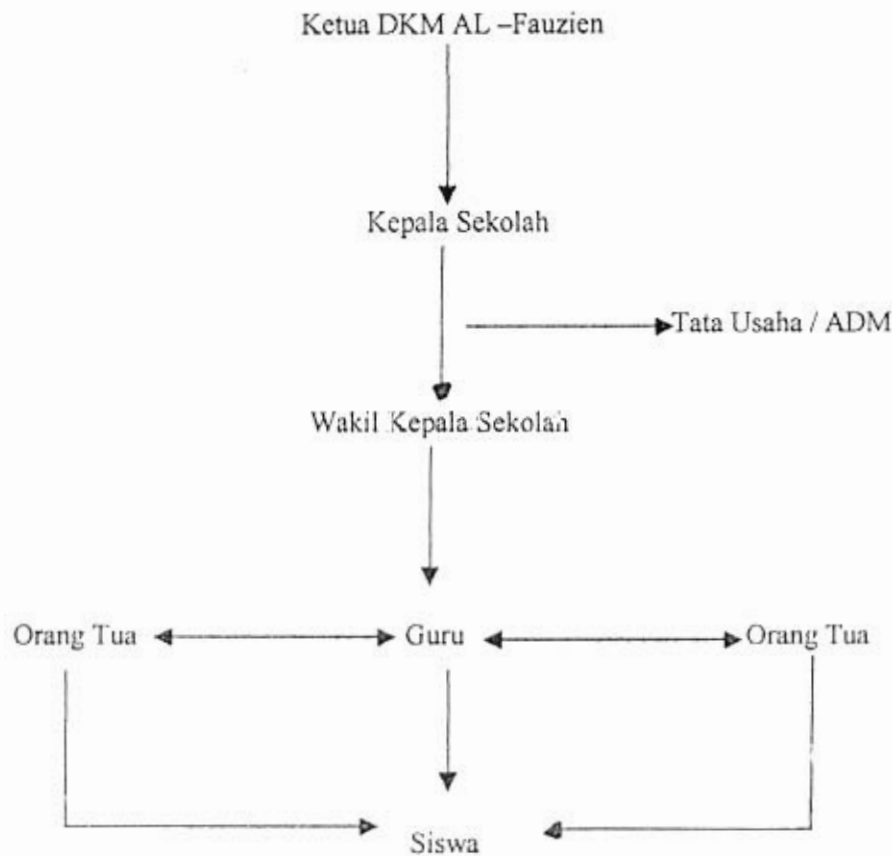 Ketua DKM AL –Fauzien
Kepala Sekolah
Tata Usaha / ADM
Wakil Kepala Sekolah
Orang Tua
Guru
Orang Tua
Siswa